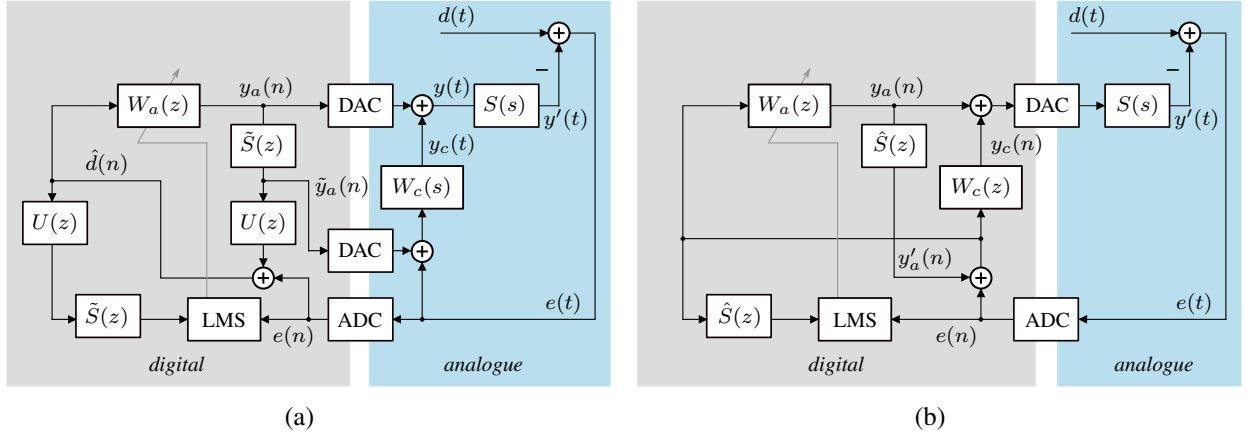 d(t)
−
W_a(z)
y_a(n)
DAC
y(t)
S(s)
y′(t)
S̃(z)
y_c(t)
d̂(n)
ỹ_a(n)
W_c(s)
U(z)
U(z)
DAC
S̃(z)
LMS
e(n)
ADC
e(t)
digital
analogue
(a)
d(t)
−
W_a(z)
y_a(n)
DAC
S(s)
y′(t)
Ŝ(z)
y_c(n)
W_c(z)
y′_a(n)
Ŝ(z)
LMS
e(n)
ADC
e(t)
digital
analogue
(b)